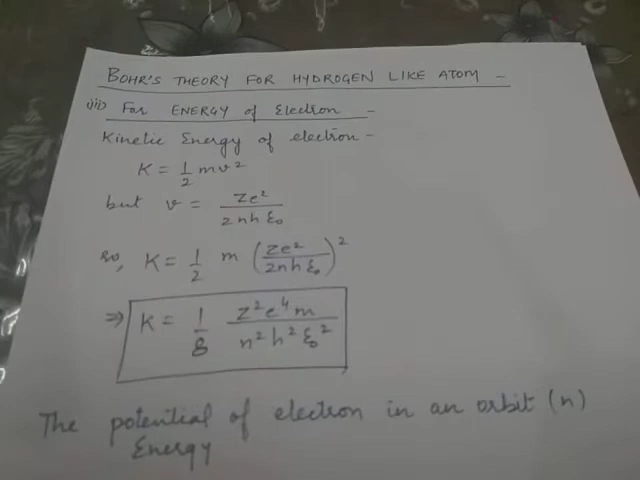 BOHR'S THEORY FOR HYDROGEN LIKE ATOM -
(iii) For ENERGY of Electron -
Kinetic Energy of electron -
K = 1/2 mv²
but v = Ze²/2nhε₀
so, K = 1/2 m (Ze²/2nhε₀)²
⇒ K = 1/8 Z²e⁴m/n²h²ε₀²
The potential of electron in an orbit (n)
Energy